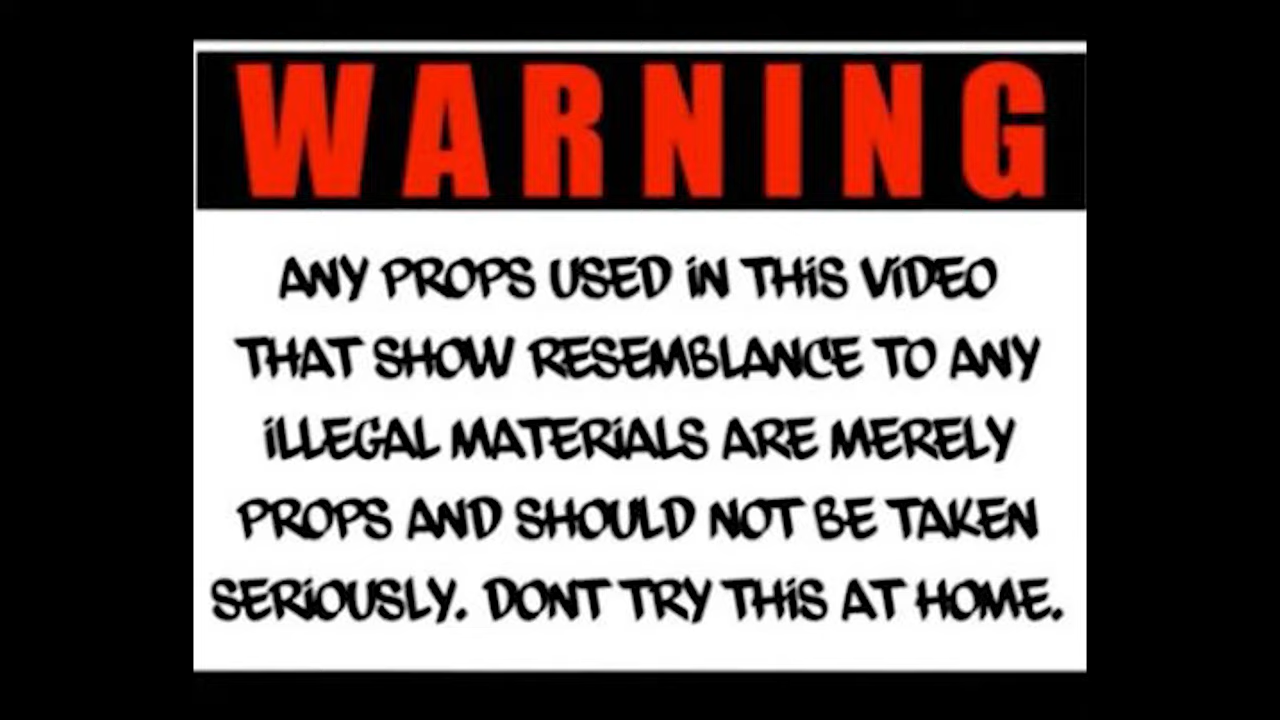 WARNING
ANY PROPS USED iN THiS ViDEO
THAT SHOW RESEMBLANCE TO ANY
iLLEGAL MATERiALS ARE MERELY
PROPS AND SHOULD NOT BE TAKEN
SERiOUSLY. DONT TRY THiS AT HOME.